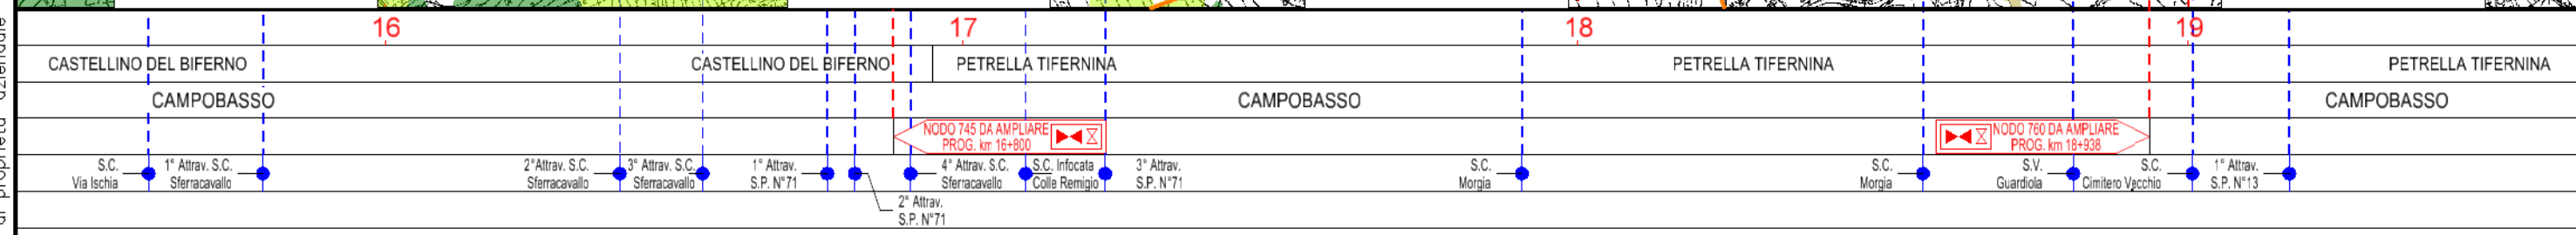 di proprietà aziendale
16
17
18
19
CASTELLINO DEL BIFERNO
CASTELLINO DEL BIFERNO
PETRELLA TIFERNINA
PETRELLA TIFERNINA
PETRELLA TIFERNINA
CAMPOBASSO
CAMPOBASSO
CAMPOBASSO
NODO 745 DA AMPLIARE
PROG. km 16+800
NODO 760 DA AMPLIARE
PROG. km 18+938
S.C.
Via Ischia
1° Attrav. S.C.
Sferracavallo
2°Attrav. S.C.
Sferracavallo
3° Attrav. S.C.
Sferracavallo
1° Attrav.
S.P. N°71
2° Attrav.
S.P. N°71
4° Attrav. S.C.
Sferracavallo
S.C. Infocata
Colle Remigio
3° Attrav.
S.P. N°71
S.C.
Morgia
S.C.
Morgia
S.V.
Guardiola
S.C.
Cimitero Vecchio
1° Attrav.
S.P. N°13